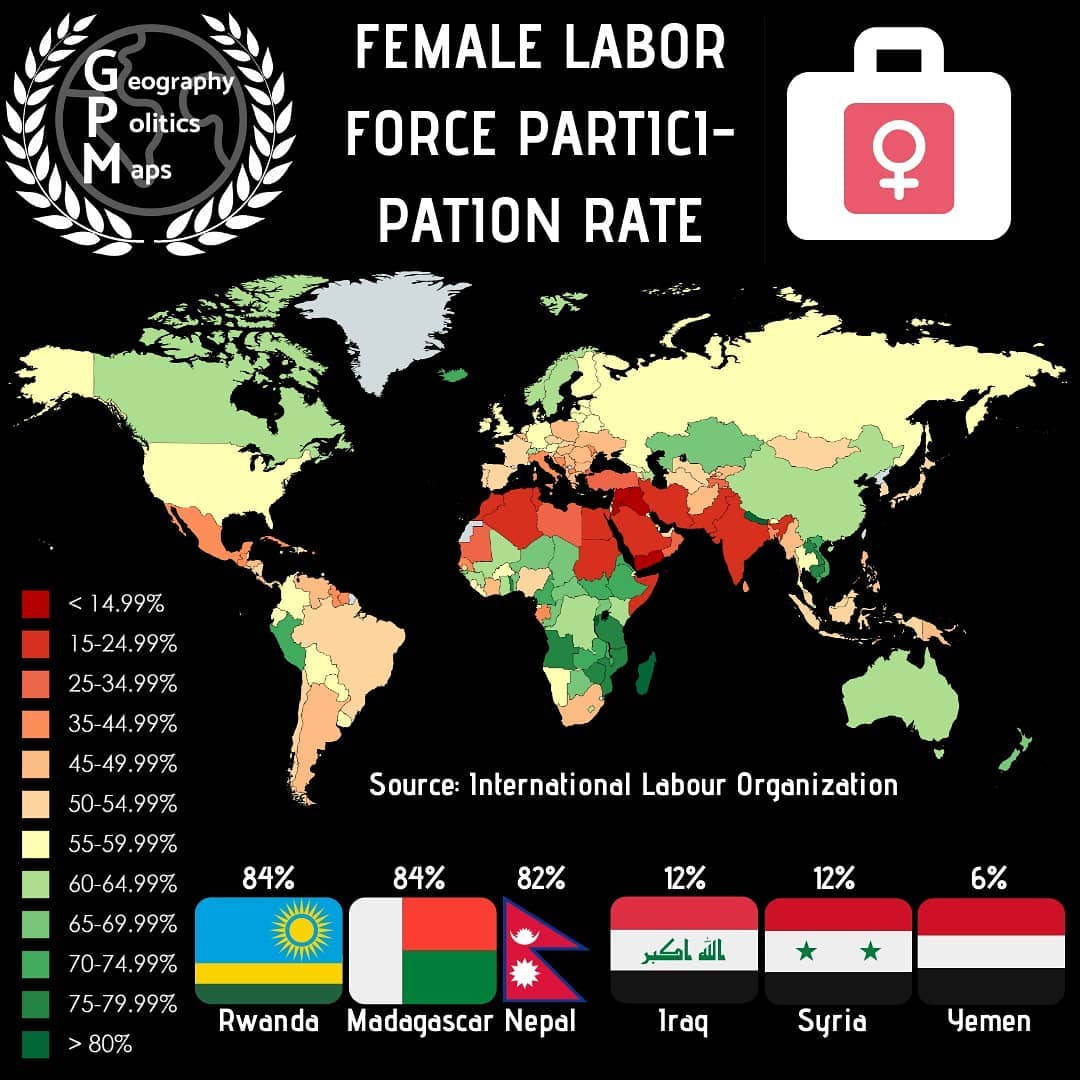 Geography
Politics
Maps
FEMALE LABOR
FORCE PARTICI-
PATION RATE
Source: International Labour Organization
< 14.99%
15-24.99%
25-34.99%
35-44.99%
45-49.99%
50-54.99%
55-59.99%
60-64.99%
65-69.99%
70-74.99%
75-79.99%
> 80%
84% 84% 82% 12% 12% 6%
الله اكبر
Rwanda Madagascar Nepal Iraq Syria Yemen